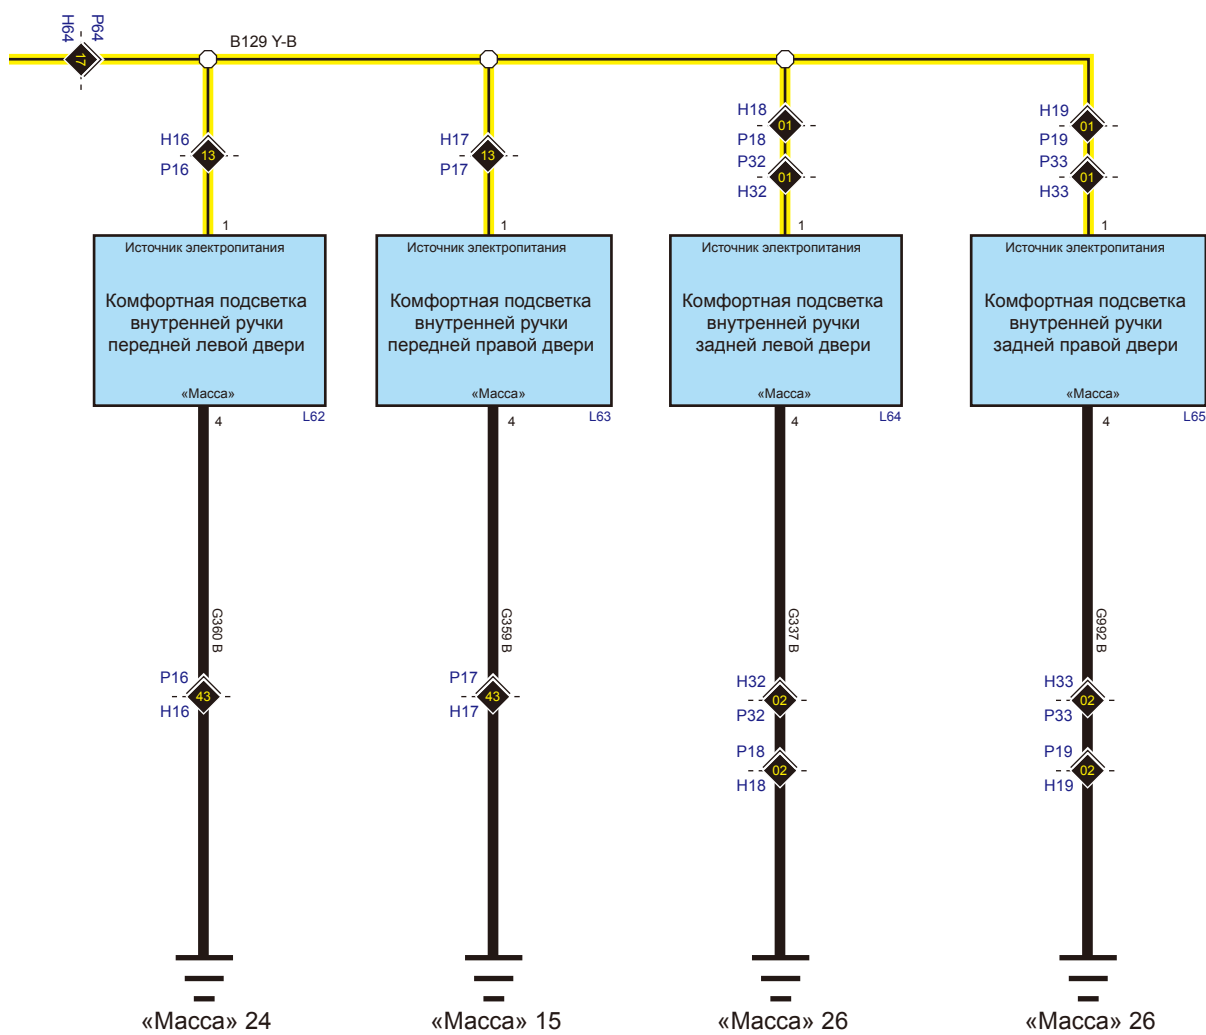 P64
H64
17
B129 Y-B
H16
13
P16
H17
13
P17
H18
01
P18
P32
01
H32
H19
01
P19
P33
01
H33
1
Источник электропитания
Комфортная подсветка
внутренней ручки
передней левой двери
«Масса»
L62
4
1
Источник электропитания
Комфортная подсветка
внутренней ручки
передней правой двери
«Масса»
L63
4
1
Источник электропитания
Комфортная подсветка
внутренней ручки
задней левой двери
«Масса»
L64
4
1
Источник электропитания
Комфортная подсветка
внутренней ручки
задней правой двери
«Масса»
L65
4
G360 B
P16
43
H16
G359 B
P17
43
H17
G337 B
H32
02
P32
P18
02
H18
G992 B
H33
02
P33
P19
02
H19
«Масса» 24
«Масса» 15
«Масса» 26
«Масса» 26